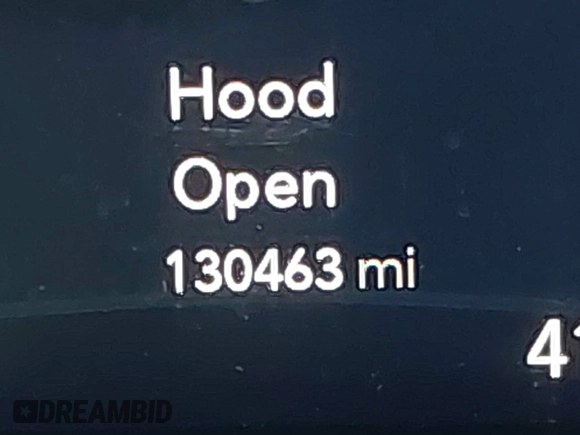 Hood
Open
130463 mi
DREAMBID